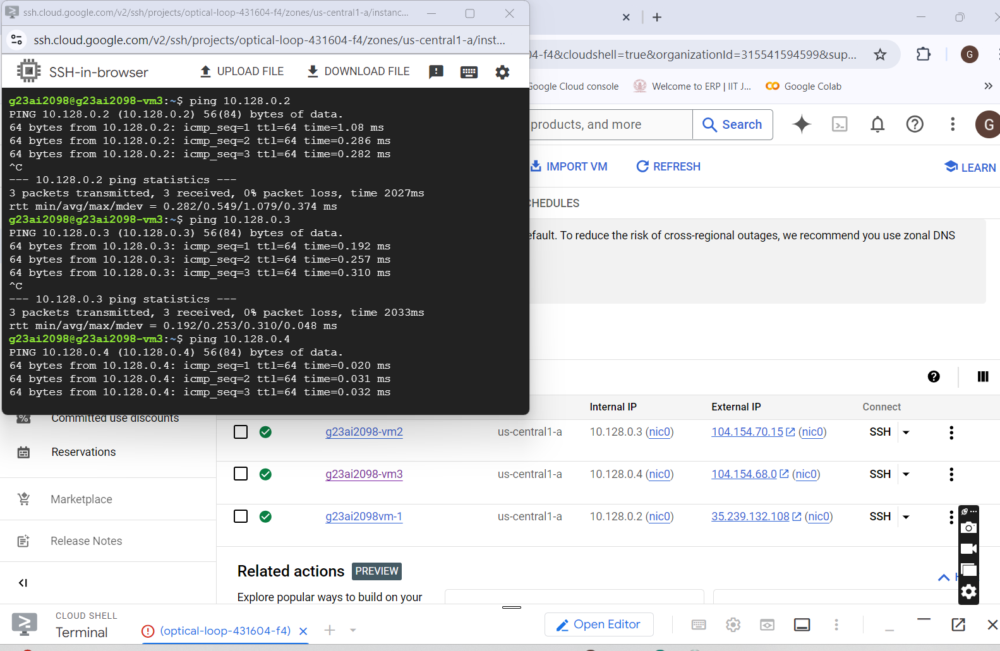 ssh.cloud.google.com/v2/ssh/projects/optical-loop-431604-f4/zones/us-central1-a/instanc...
ssh.cloud.google.com/v2/ssh/projects/optical-loop-431604-f4/zones/us-central1-a/inst...
SSH-in-browser
UPLOAD FILE
DOWNLOAD FILE
g23ai2098@g23ai2098-vm3:~$ ping 10.128.0.2
PING 10.128.0.2 (10.128.0.2) 56(84) bytes of data.
64 bytes from 10.128.0.2: icmp_seq=1 ttl=64 time=1.08 ms
64 bytes from 10.128.0.2: icmp_seq=2 ttl=64 time=0.286 ms
64 bytes from 10.128.0.2: icmp_seq=3 ttl=64 time=0.282 ms
^C
--- 10.128.0.2 ping statistics ---
3 packets transmitted, 3 received, 0% packet loss, time 2027ms
rtt min/avg/max/mdev = 0.282/0.549/1.079/0.374 ms
g23ai2098@g23ai2098-vm3:~$ ping 10.128.0.3
PING 10.128.0.3 (10.128.0.3) 56(84) bytes of data.
64 bytes from 10.128.0.3: icmp_seq=1 ttl=64 time=0.192 ms
64 bytes from 10.128.0.3: icmp_seq=2 ttl=64 time=0.257 ms
64 bytes from 10.128.0.3: icmp_seq=3 ttl=64 time=0.310 ms
^C
--- 10.128.0.3 ping statistics ---
3 packets transmitted, 3 received, 0% packet loss, time 2033ms
rtt min/avg/max/mdev = 0.192/0.253/0.310/0.048 ms
g23ai2098@g23ai2098-vm3:~$ ping 10.128.0.4
PING 10.128.0.4 (10.128.0.4) 56(84) bytes of data.
64 bytes from 10.128.0.4: icmp_seq=1 ttl=64 time=0.020 ms
64 bytes from 10.128.0.4: icmp_seq=2 ttl=64 time=0.031 ms
64 bytes from 10.128.0.4: icmp_seq=3 ttl=64 time=0.032 ms
04-f4&cloudshell=true&organizationId=315541594599&sup...
G
Google Cloud console
Welcome to ERP | IIT J...
Google Colab
products, and more
Search
G
IMPORT VM
REFRESH
LEARN
CHEDULES
efault. To reduce the risk of cross-regional outages, we recommend you use zonal DNS
Internal IP
External IP
Connect
g23ai2098-vm2 us-central1-a 10.128.0.3 (nic0) 104.154.70.15 (nic0) SSH
g23ai2098-vm3 us-central1-a 10.128.0.4 (nic0) 104.154.68.0 (nic0) SSH
g23ai2098vm-1 us-central1-a 10.128.0.2 (nic0) 35.239.132.108 (nic0) SSH
Committed use discounts
Reservations
Marketplace
Release Notes
Related actions PREVIEW
Explore popular ways to build on your
CLOUD SHELL
Terminal
(optical-loop-431604-f4)
Open Editor